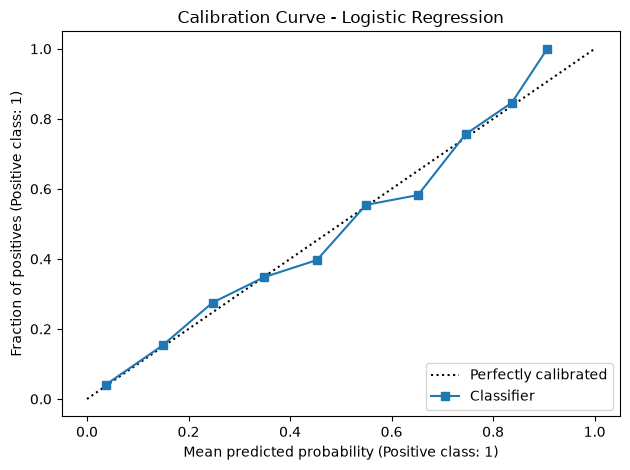 Calibration Curve - Logistic Regression
1.0
0.8
0.6
0.4
0.2
0.0
Fraction of positives (Positive class: 1)
Perfectly calibrated
Classifier
0.0 0.2 0.4 0.6 0.8 1.0
Mean predicted probability (Positive class: 1)